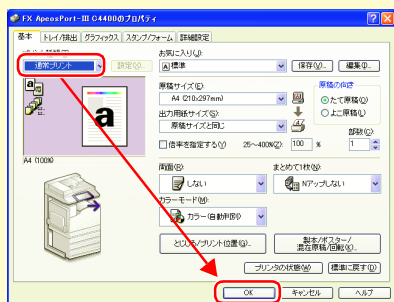 FX ApeosPort-III C4400のプロパティ
基本 トレイ/排出 グラフィックス スタンプ/フォーム 詳細設定
お気に入り(J):
通常プリント 設定(X)... 標準 保存(V)... 編集(I)...
原稿サイズ(E):
A4 (210x297mm)
原稿の向き
たて原稿(O)
よこ原稿(L)
出力用紙サイズ(S):
原稿サイズと同じ
部数(C):
倍率を指定する(Y) 25～400%(Z): 100 % 1
A4 (100%)
両面(R):
しない
まとめて1枚(N):
Nアップしない
カラーモード(M):
カラー(自動判別)
とじしろ/プリント位置(G)...
製本/ポスター/
混在原稿/回転(K)...
プリンタの状態(W) 標準に戻す(D)
OK キャンセル ヘルプ